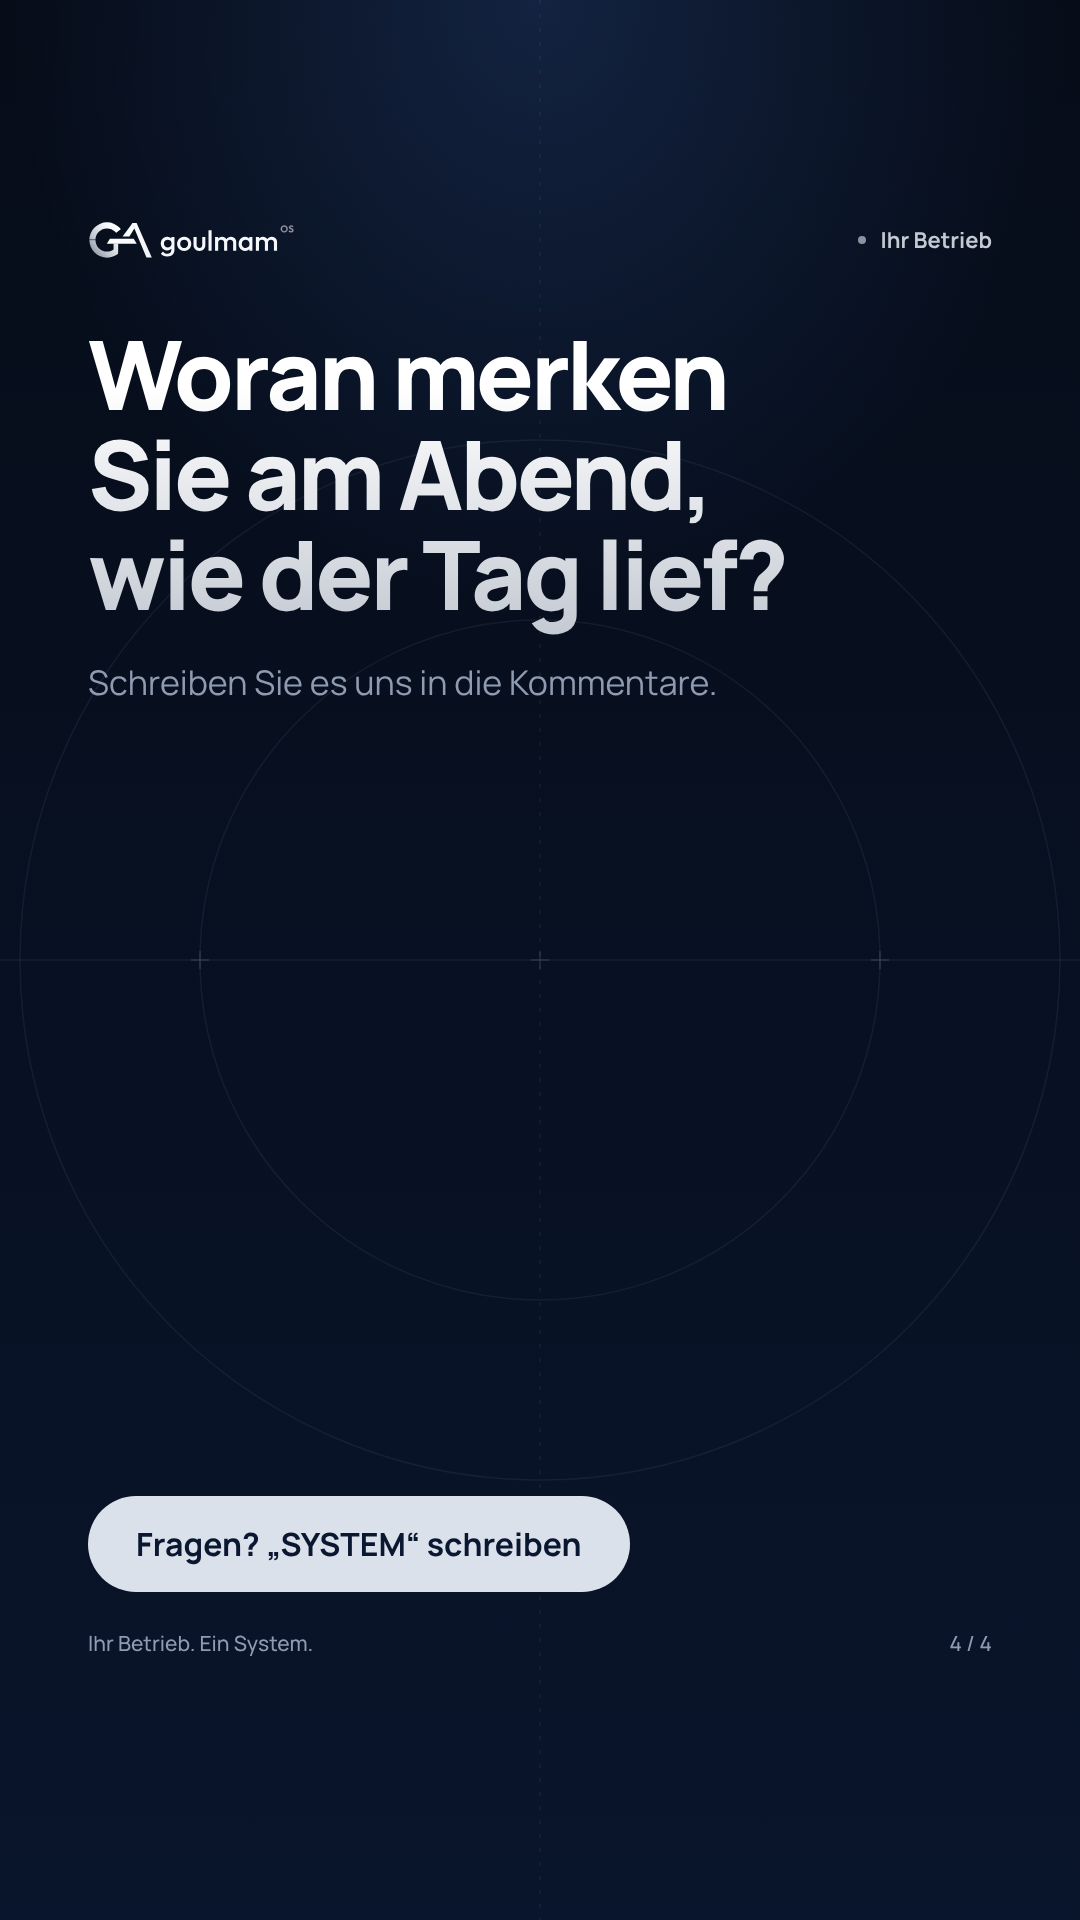 GA goulmam OS
Ihr Betrieb
Woran merken
Sie am Abend,
wie der Tag lief?
Schreiben Sie es uns in die Kommentare.
Fragen? „SYSTEM“ schreiben
Ihr Betrieb. Ein System.
4 / 4